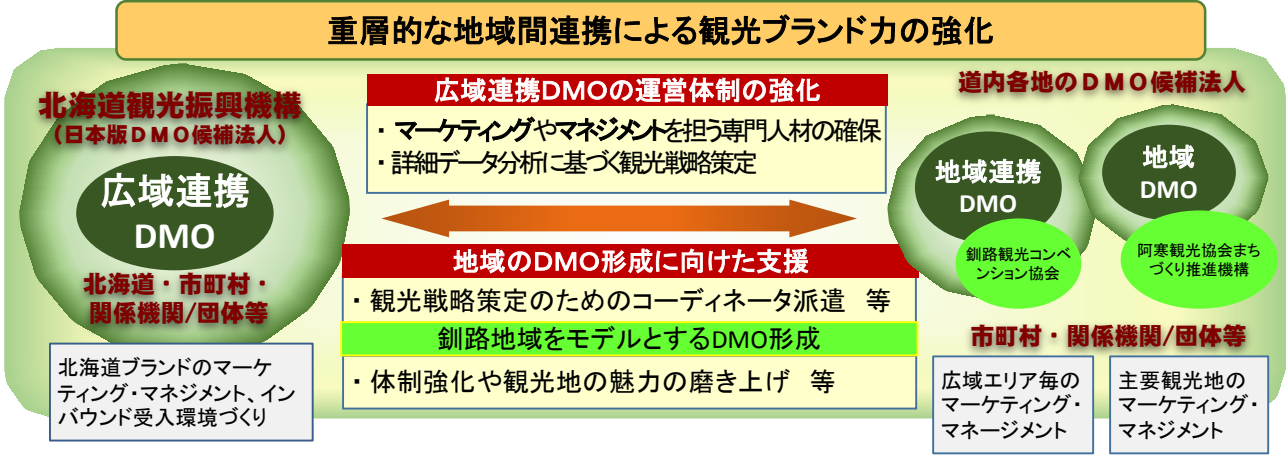 重層的な地域間連携による観光ブランド力の強化
北海道観光振興機構
（日本版ＤＭＯ候補法人）
広域連携
DMO
北海道・市町村・
関係機関/団体等
北海道ブランドのマーケ
ティング・マネジメント、イン
バウンド受入環境づくり
広域連携DMOの運営体制の強化
・マーケティングやマネジメントを担う専門人材の確保
・詳細データ分析に基づく観光戦略策定
地域のDMO形成に向けた支援
・観光戦略策定のためのコーディネータ派遣　等
釧路地域をモデルとするDMO形成
・体制強化や観光地の魅力の磨き上げ　等
道内各地のＤＭＯ候補法人
地域連携
DMO
釧路観光コンベ
ンション協会
地域
DMO
阿寒観光協会まち
づくり推進機構
市町村・関係機関/団体等
広域エリア毎の
マーケティング・
マネージメント
主要観光地の
マーケティング・
マネジメント